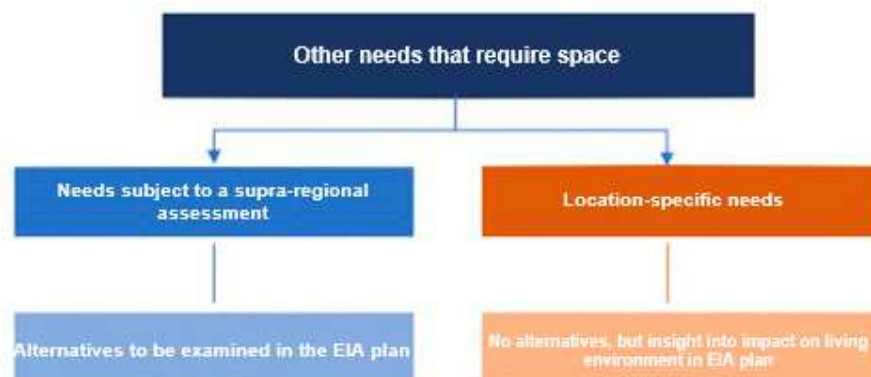 Other needs that require space
Needs subject to a supra-regional
assessment
Location-specific needs
Alternatives to be examined in the EIA plan
No alternatives, but insight into impact on living
environment in EIA plan